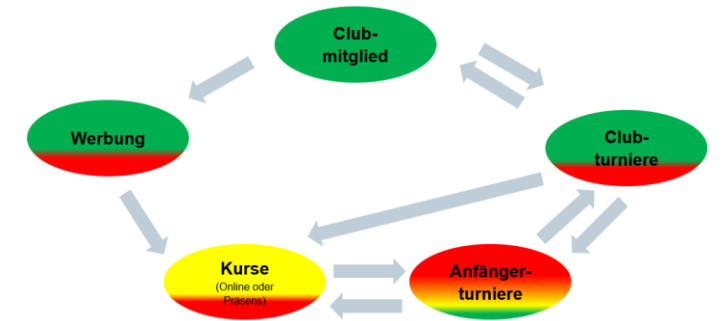 Club-
mitglied
Werbung
Club-
turniere
Kurse
(Online oder
Präsens)
Anfänger-
turniere